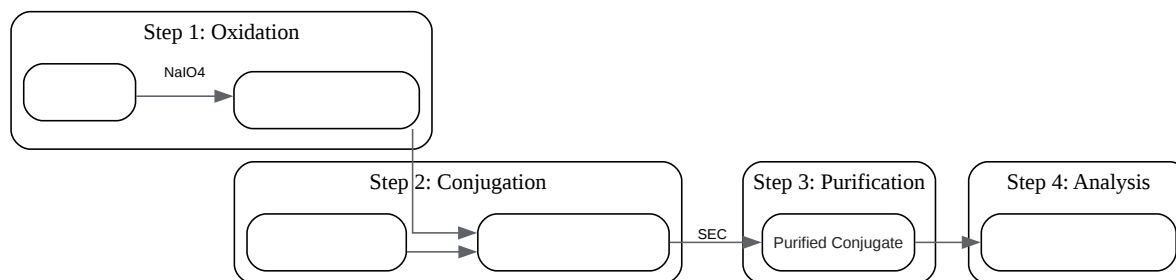 Step 1: Oxidation
NaIO4
Step 2: Conjugation
SEC
Step 3: Purification
Purified Conjugate
Step 4: Analysis